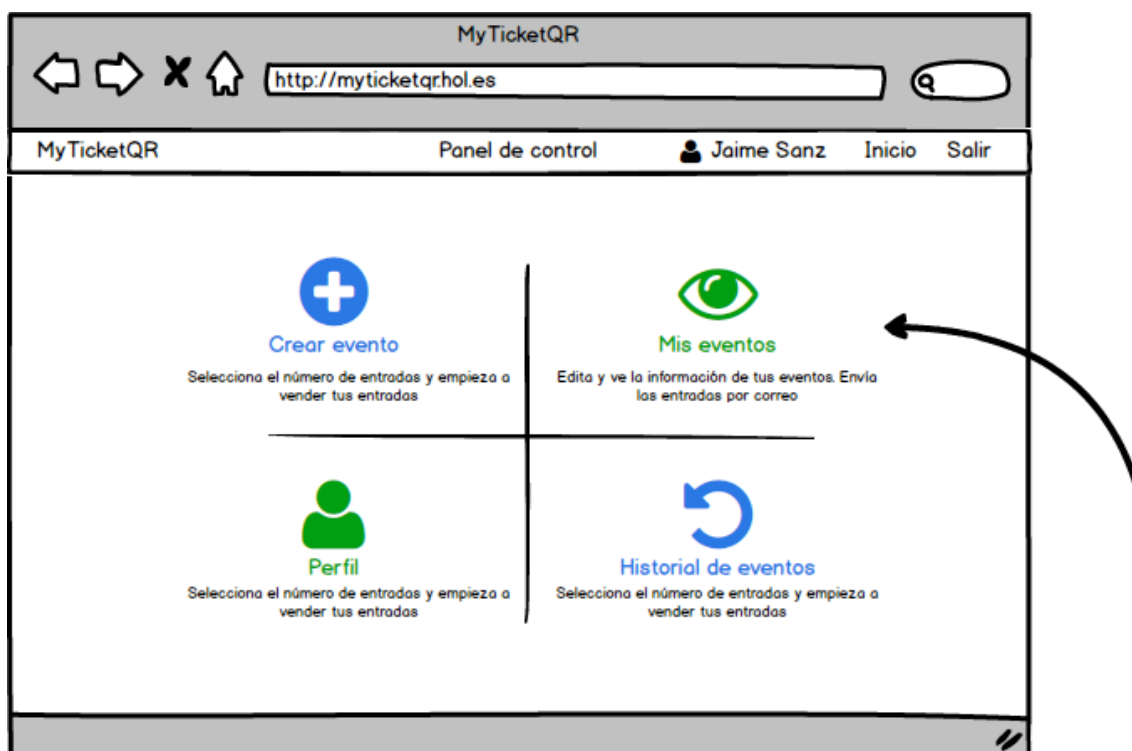 MyTicketQR
http://myticketqr.hol.es
MyTicketQR Panel de control Jaime Sanz Inicio Salir
Crear evento
Selecciona el número de entradas y empieza a
vender tus entradas
Mis eventos
Edita y ve la información de tus eventos. Envía
las entradas por correo
Perfil
Selecciona el número de entradas y empieza a
vender tus entradas
Historial de eventos
Selecciona el número de entradas y empieza a
vender tus entradas